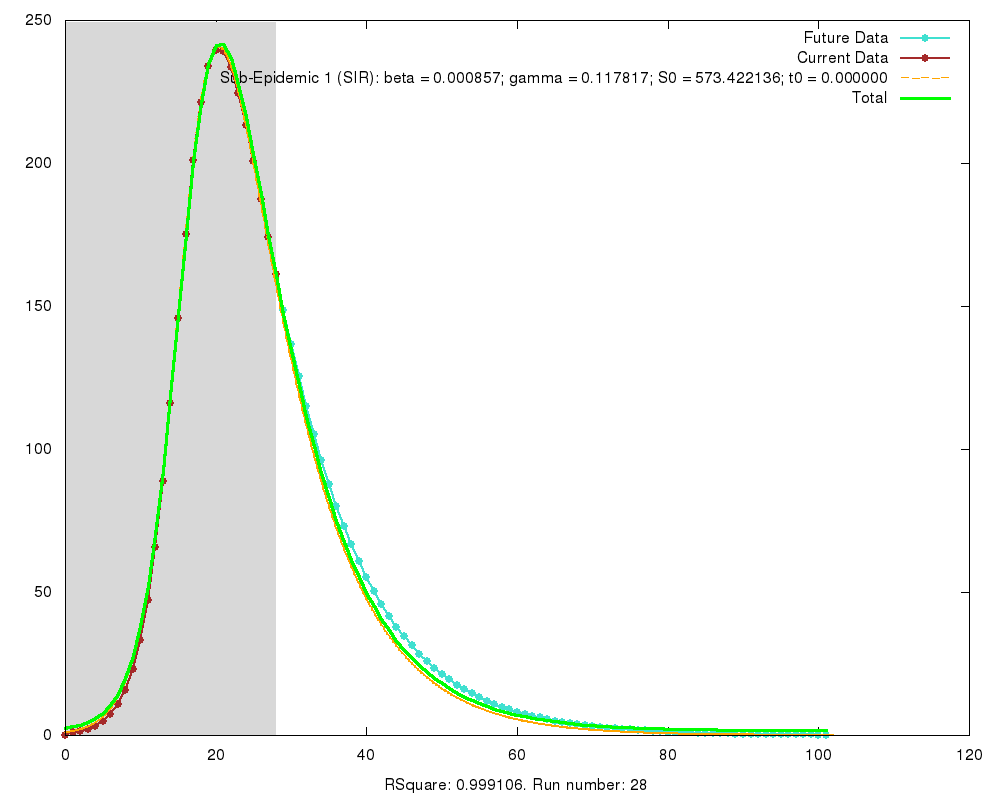 250
200
150
100
50
0
Future Data
Current Data
Sub-Epidemic 1 (SIR): beta = 0.000857; gamma = 0.117817; S0 = 573.422136; t0 = 0.000000
Total
0 20 40 60 80 100 120
RSquare: 0.999106. Run number: 28